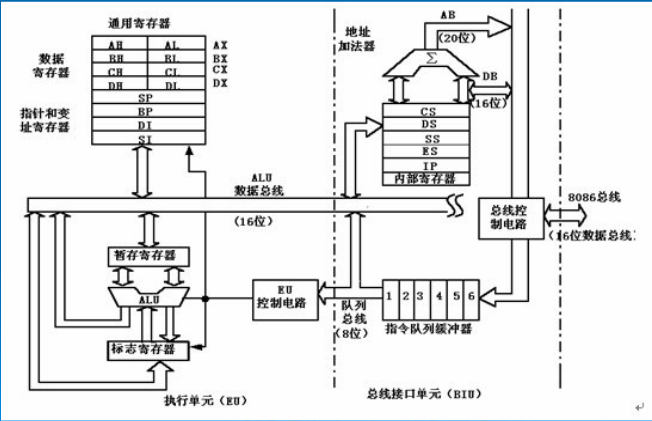 通用寄存器
数据
寄存器
AH AL AX
BH BL BX
CH CL CX
DH DL DX
指针和变
址寄存器
SP
BP
DI
SI
地址
加法器
Σ
AB
(20位)
DB
(16位)
CS
DS
SS
ES
IP
内部寄存器
ALU
数据总线
(16位)
总线控
制电路
8086总线
(16位数据总线)
暂存寄存器
ALU
标志寄存器
EU
控制电路
队列
总线
(8位)
1 2 3 4 5 6
指令队列缓冲器
执行单元（EU）
总线接口单元（BIU）